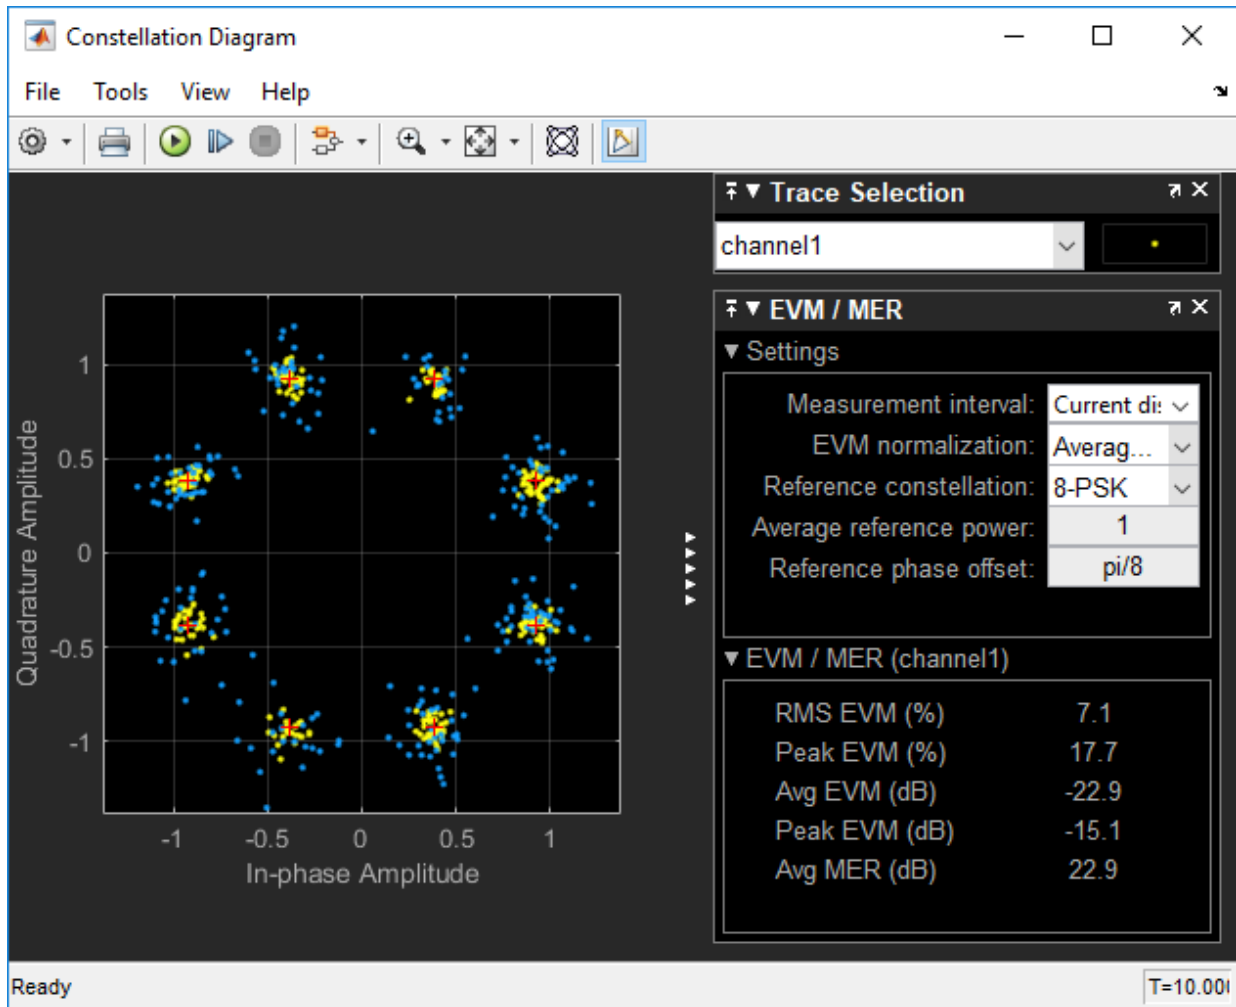 Constellation Diagram
File Tools View Help
Trace Selection
channel1
EVM / MER
Settings
Measurement interval: Current dis
EVM normalization: Averag...
Reference constellation: 8-PSK
Average reference power: 1
Reference phase offset: pi/8
EVM / MER (channel1)
RMS EVM (%) 7.1
Peak EVM (%) 17.7
Avg EVM (dB) -22.9
Peak EVM (dB) -15.1
Avg MER (dB) 22.9
Quadrature Amplitude
1
0.5
0
-0.5
-1
-1 -0.5 0 0.5 1
In-phase Amplitude
Ready T=10.00